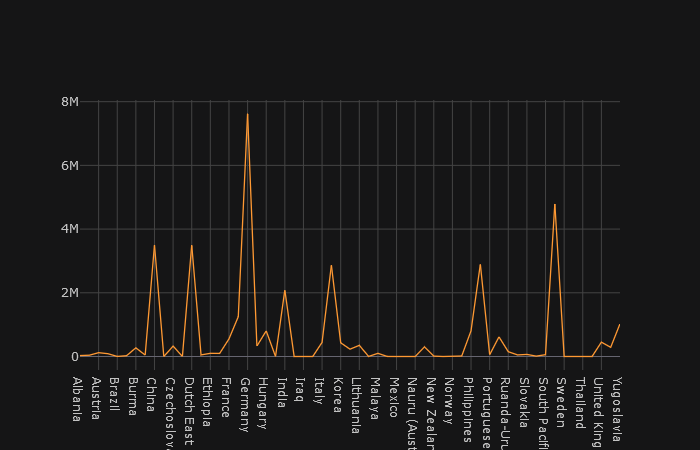 8M
6M
4M
2M
0
Albania
Austria
Brazil
Burma
China
Czechoslov
Dutch East
Ethiopia
France
Germany
Hungary
India
Iraq
Italy
Korea
Lithuania
Malaya
Mexico
Nauru (Aust
New Zealan
Norway
Philippines
Portuguese
Ruanda-Uru
Slovakia
South Pacifi
Sweden
Thailand
United King
Yugoslavia